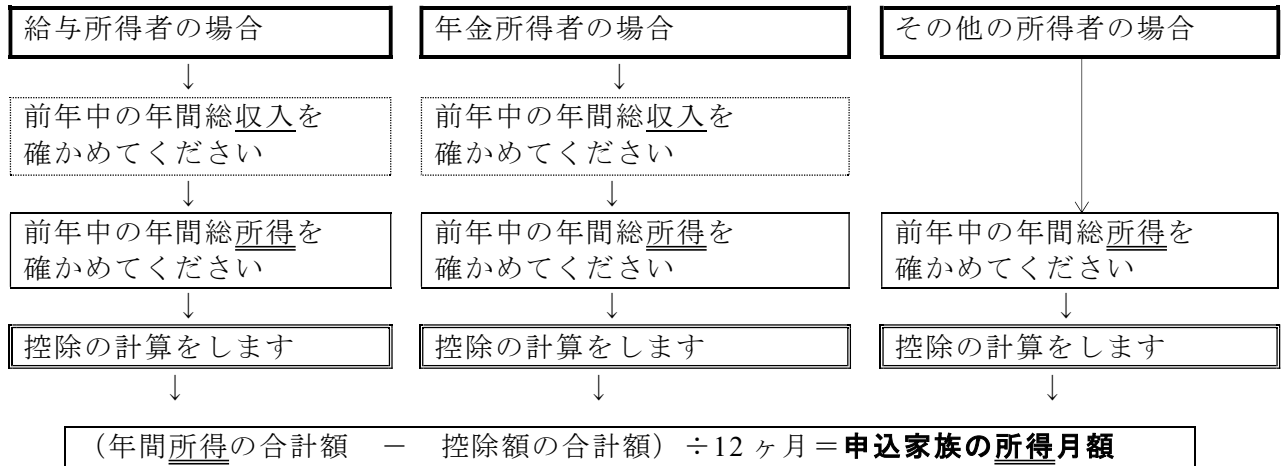 給与所得者の場合
年金所得者の場合
その他の所得者の場合
↓
↓
前年中の年間総収入を
確かめてください
前年中の年間総収入を
確かめてください
↓
↓
前年中の年間総所得を
確かめてください
前年中の年間総所得を
確かめてください
前年中の年間総所得を
確かめてください
↓
↓
↓
控除の計算をします
控除の計算をします
控除の計算をします
↓
↓
↓
(年間所得の合計額 － 控除額の合計額)÷12ヶ月＝申込家族の所得月額